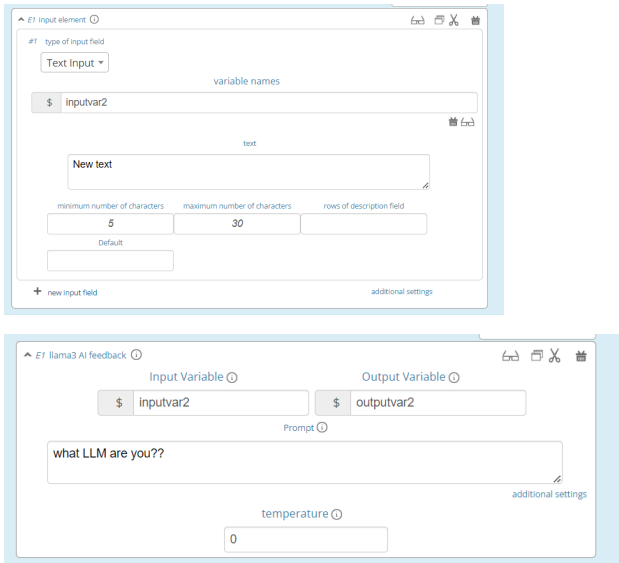 E1 input element
#1 type of input field
Text Input
variable names
$ inputvar2
text
New text
minimum number of characters maximum number of characters rows of description field
5 30
Default
+ new input field additional settings
E1 llama3 AI feedback
Input Variable Output Variable
$ inputvar2 $ outputvar2
Prompt
what LLM are you??
additional settings
temperature
0